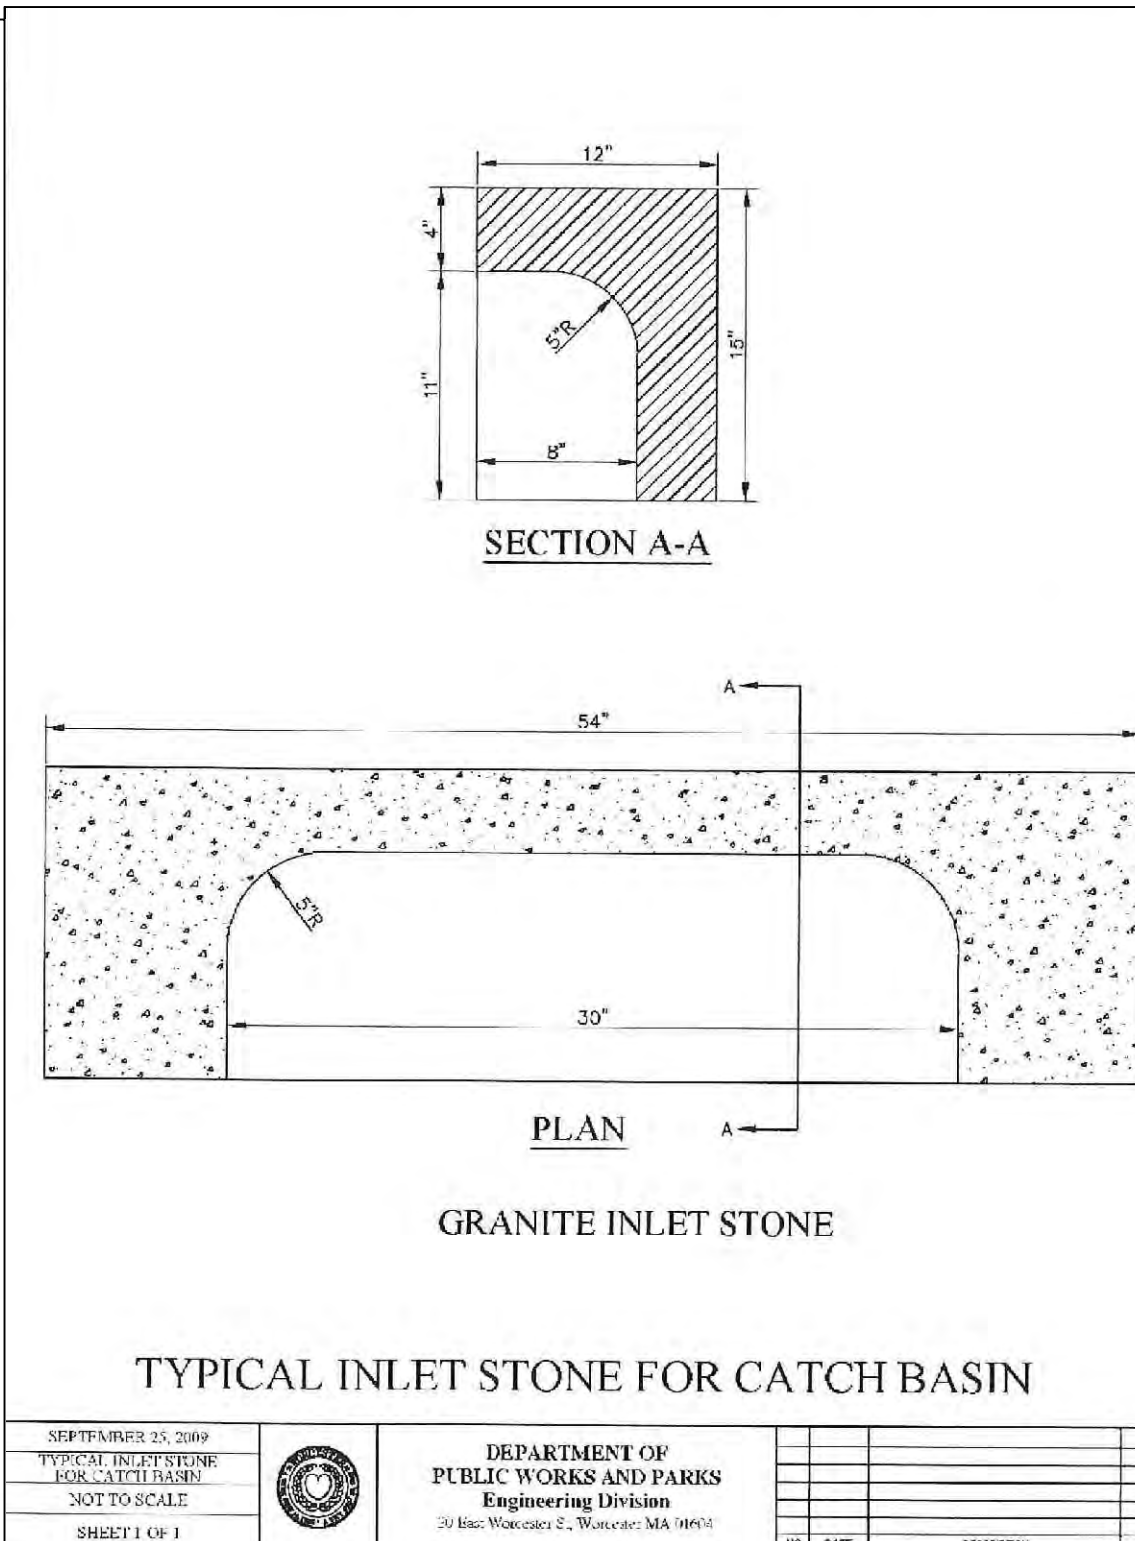 12"
4"
5"R
15"
11"
8"
SECTION A-A
A
54"
5"R
30"
PLAN
A
GRANITE INLET STONE
TYPICAL INLET STONE FOR CATCH BASIN
SEPTEMBER 25, 2009
TYPICAL INLET STONE
FOR CATCH BASIN
NOT TO SCALE
SHEET 1 OF 1
DEPARTMENT OF
PUBLIC WORKS AND PARKS
Engineering Division
20 East Worcester St., Worcester MA 01604